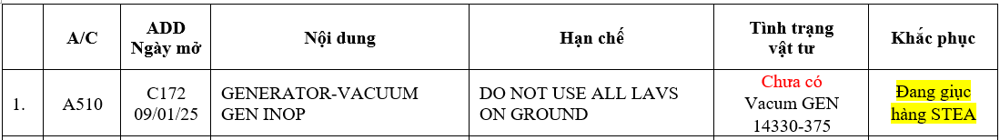 A/C
ADD
Ngày mở
Nội dung
Hạn chế
Tình trạng
vật tư
Khắc phục
1.
A510
C172
09/01/25
GENERATOR-VACUUM
GEN INOP
DO NOT USE ALL LAVS
ON GROUND
Chưa có
Vacum GEN
14330-375
Đang giục
hàng STEA